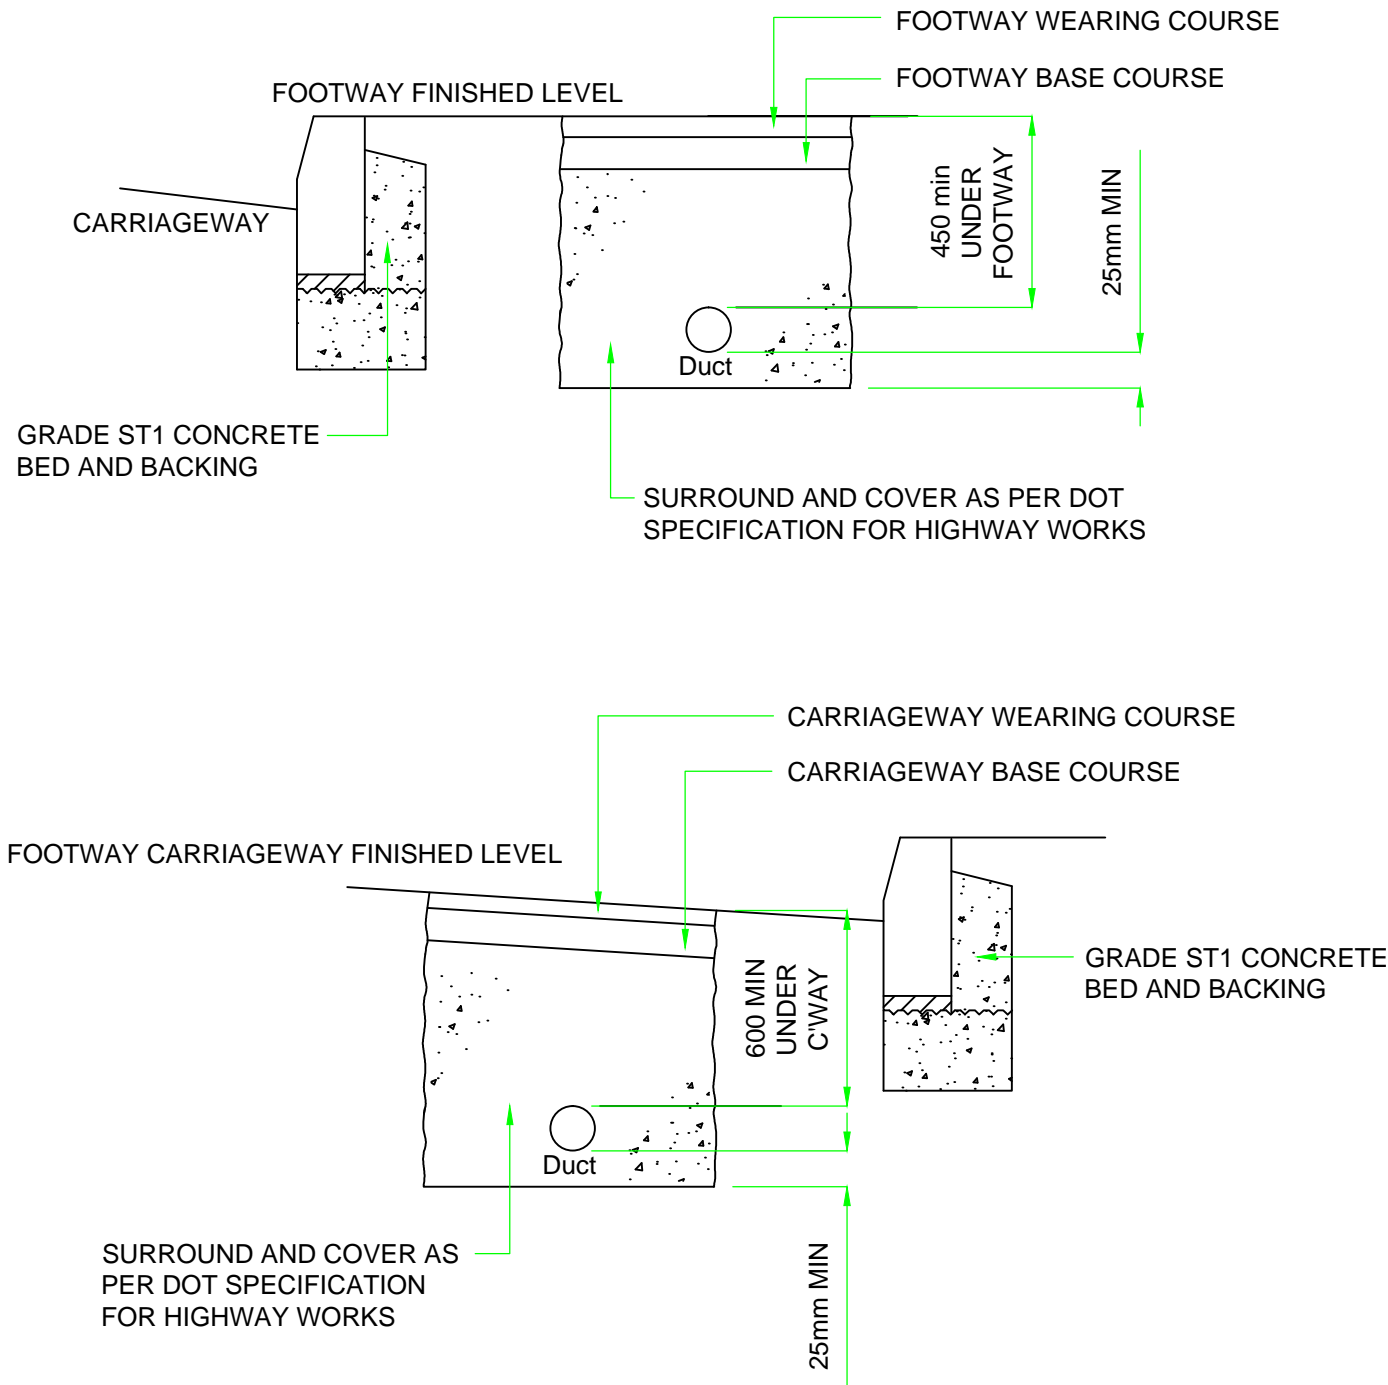 FOOTWAY WEARING COURSE
FOOTWAY BASE COURSE
FOOTWAY FINISHED LEVEL
CARRIAGEWAY
450 min
UNDER
FOOTWAY
25mm MIN
Duct
GRADE ST1 CONCRETE
BED AND BACKING
SURROUND AND COVER AS PER DOT
SPECIFICATION FOR HIGHWAY WORKS
CARRIAGEWAY WEARING COURSE
CARRIAGEWAY BASE COURSE
FOOTWAY CARRIAGEWAY FINISHED LEVEL
600 MIN
UNDER
C'WAY
GRADE ST1 CONCRETE
BED AND BACKING
Duct
SURROUND AND COVER AS
PER DOT SPECIFICATION
FOR HIGHWAY WORKS
25mm MIN